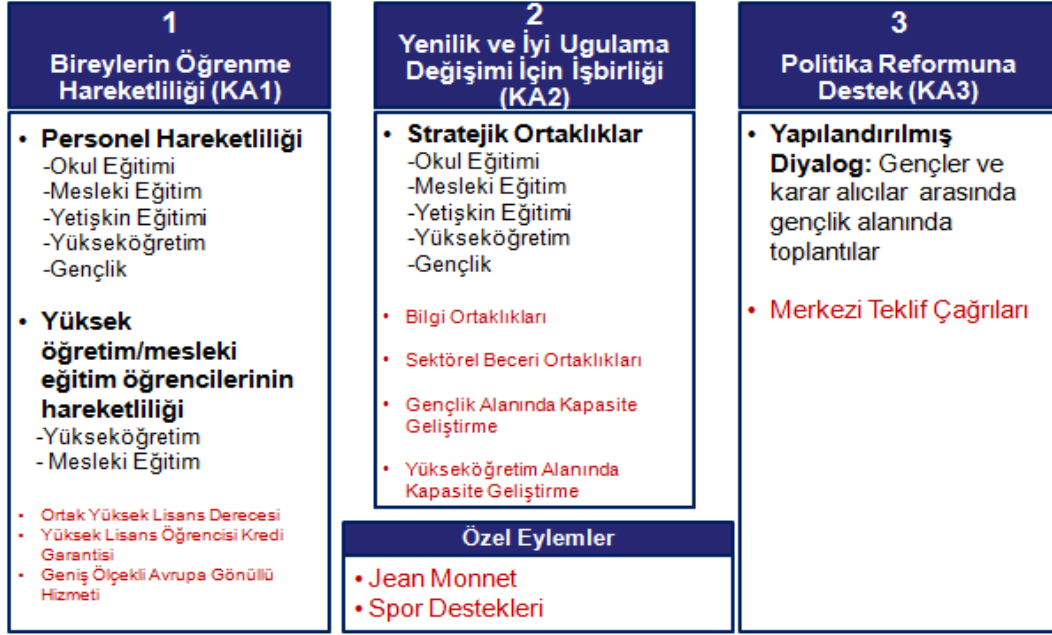 1
Bireylerin Öğrenme
Hareketliliği (KA1)
• Personel Hareketliliği
-Okul Eğitimi
-Mesleki Eğitim
-Yetişkin Eğitimi
-Yükseköğretim
-Gençlik
• Yüksek
öğretim/mesleki
eğitim öğrencilerinin
hareketliliği
-Yükseköğretim
- Mesleki Eğitim
• Ortak Yüksek Lisans Derecesi
• Yüksek Lisans Öğrencisi Kredi
Garantisi
• Geniş Ölçekli Avrupa Gönüllü
Hizmeti
2
Yenilik ve İyi Ugulama
Değişimi İçin İşbirliği
(KA2)
• Stratejik Ortaklıklar
-Okul Eğitimi
-Mesleki Eğitim
-Yetişkin Eğitimi
-Yükseköğretim
-Gençlik
• Bilgi Ortaklıkları
• Sektörel Beceri Ortaklıkları
• Gençlik Alanında Kapasite
Geliştirme
• Yükseköğretim Alanında
Kapasite Geliştirme
Özel Eylemler
• Jean Monnet
• Spor Destekleri
3
Politika Reformuna
Destek (KA3)
• Yapılandırılmış
Diyalog: Gençler ve
karar alıcılar arasında
gençlik alanında
toplantılar
• Merkezi Teklif Çağrıları